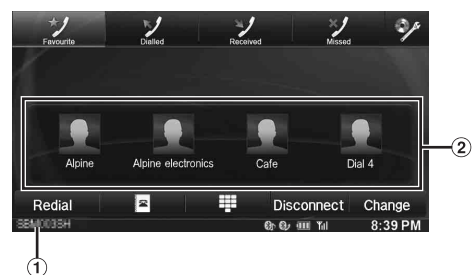 Favourite Dialled Received Missed
Alpine Alpine electronics Cafe Dial 4
Redial Disconnect Change
8:39 PM
1
2